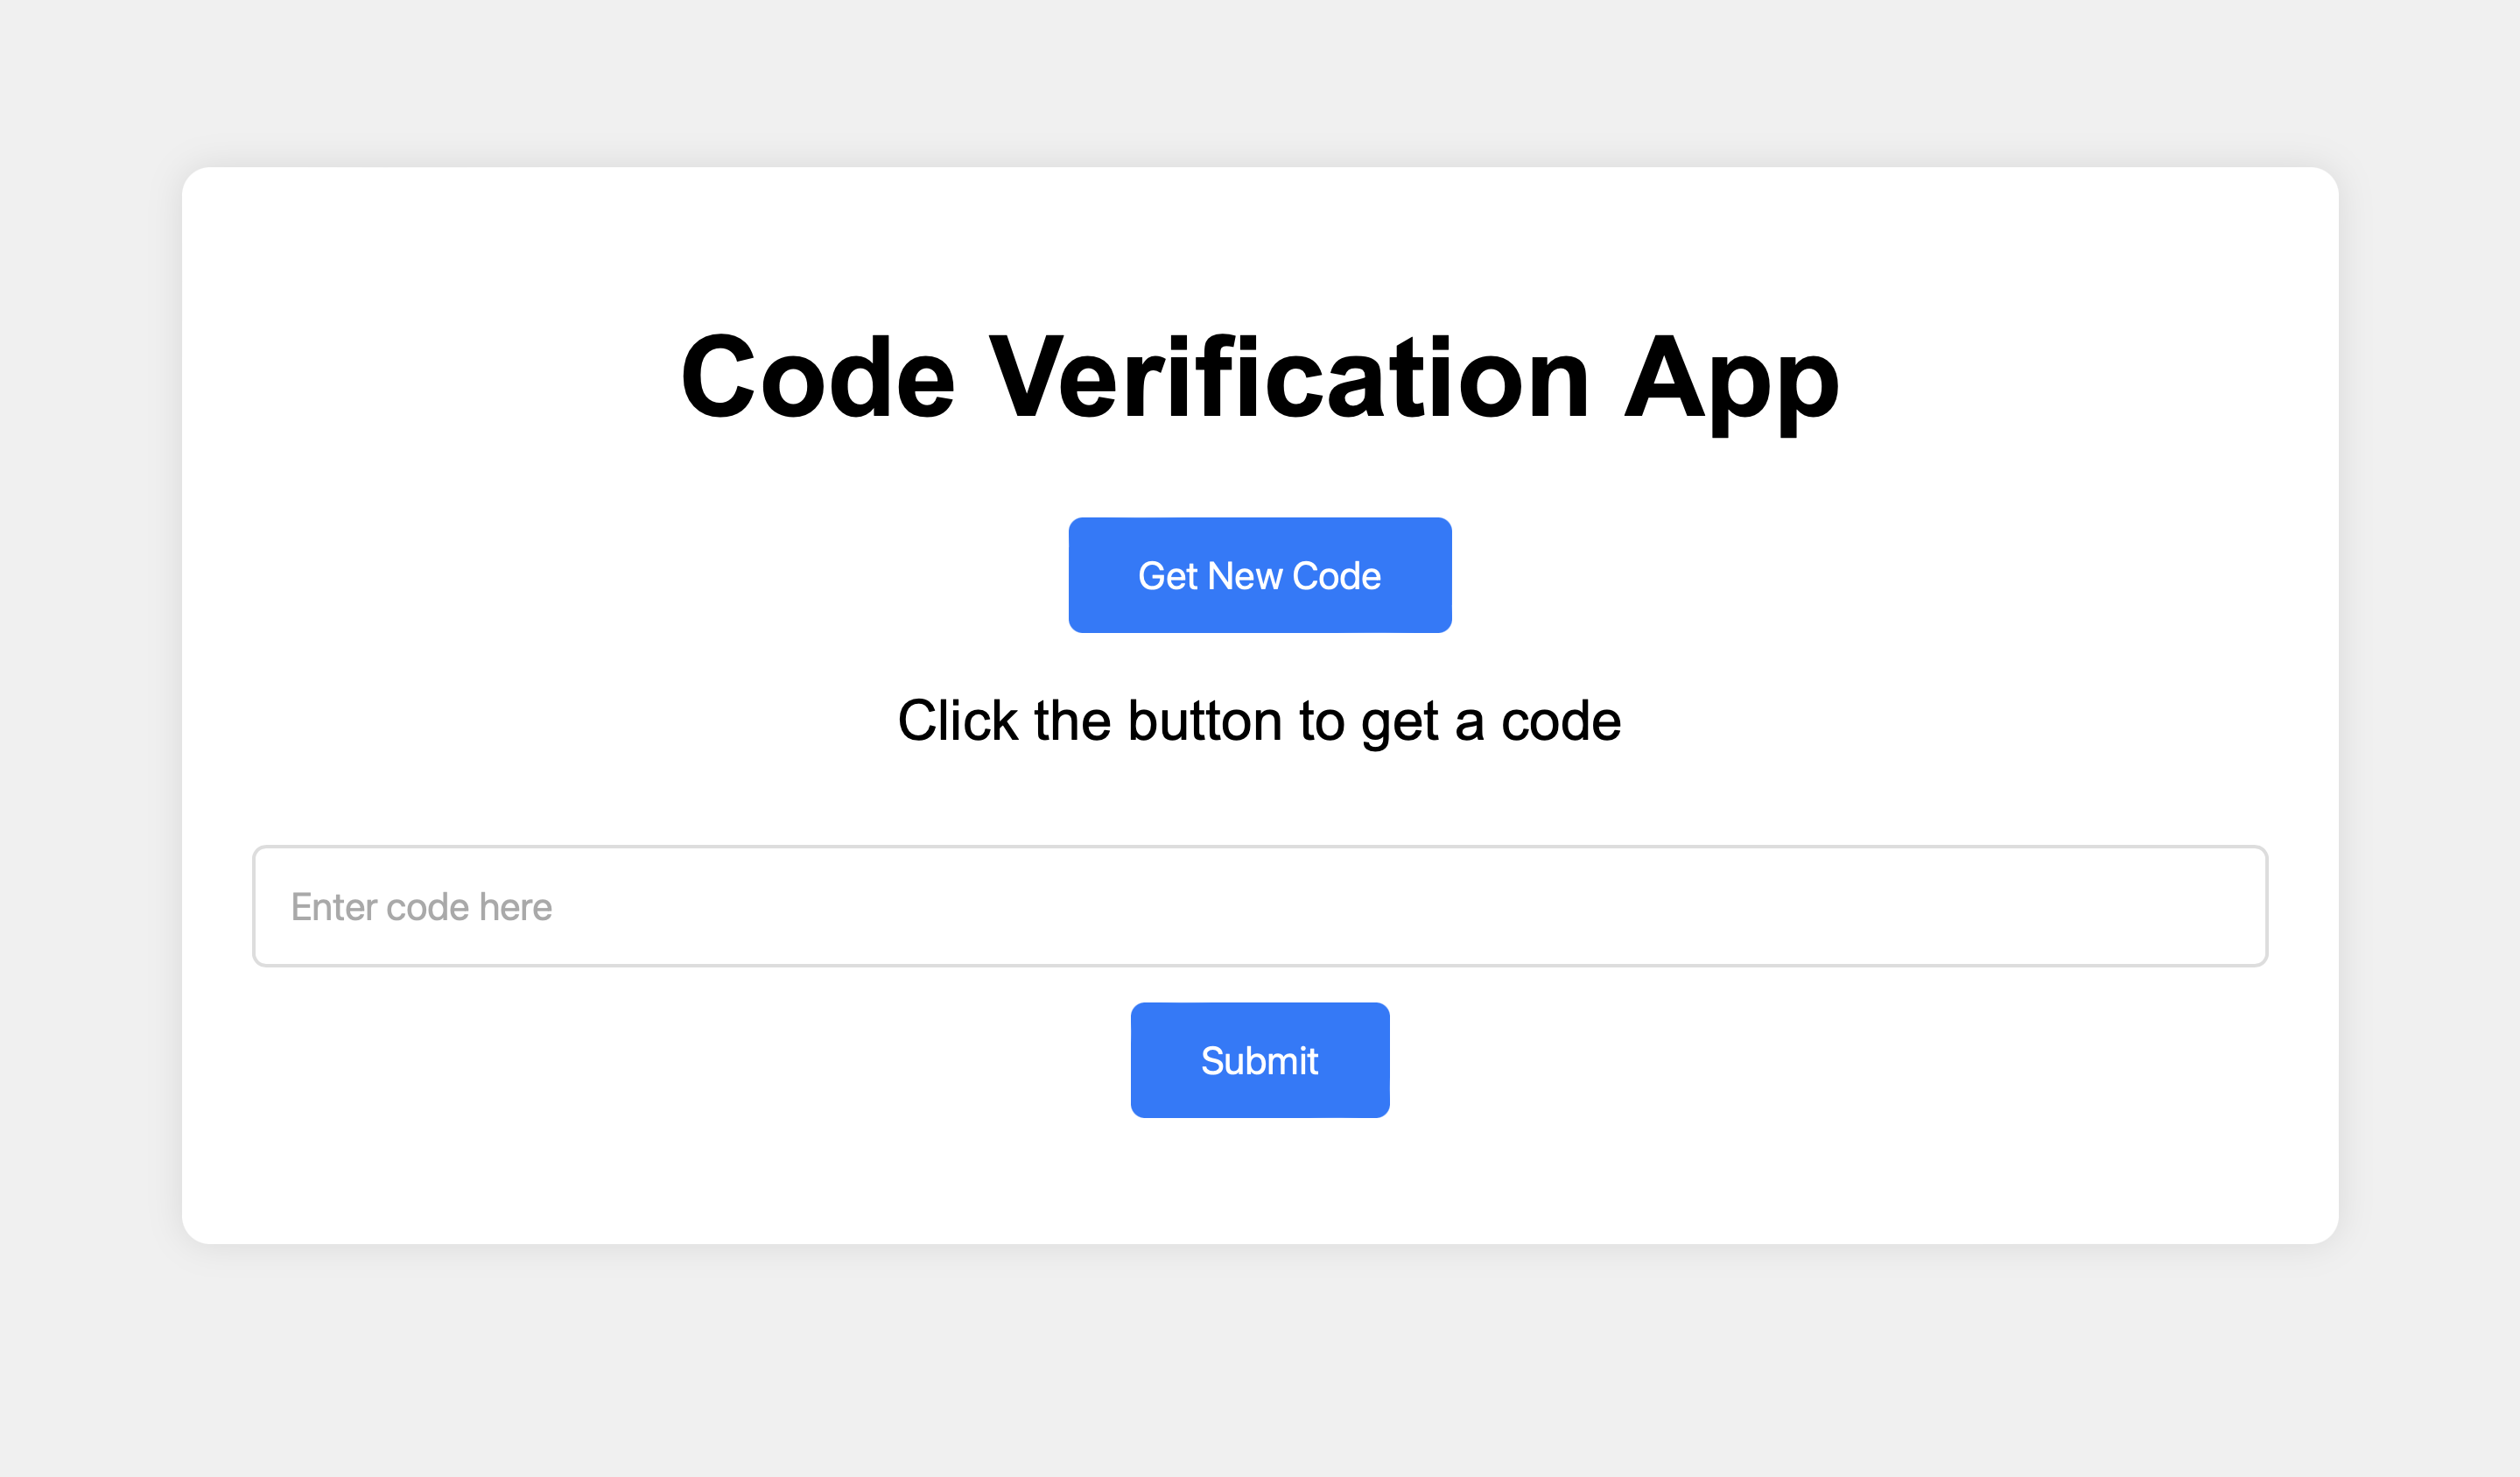 Code Verification App
Get New Code
Click the button to get a code
Enter code here
Submit